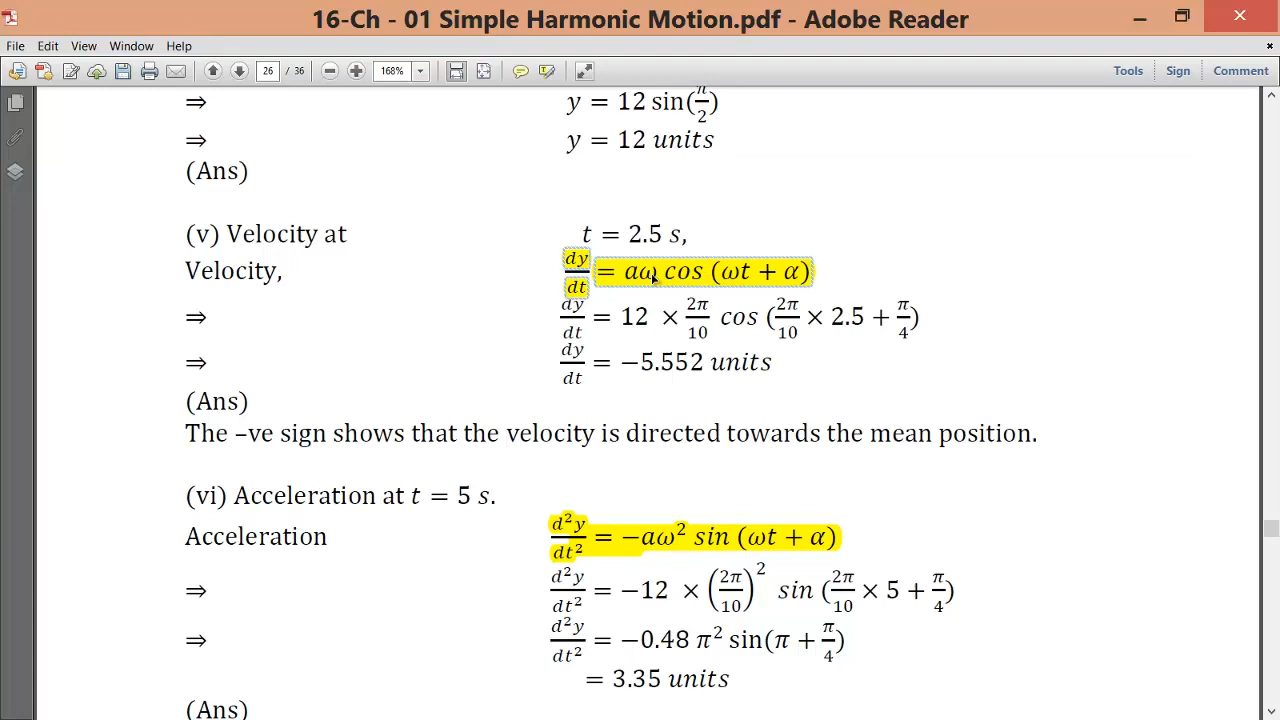 16-Ch - 01 Simple Harmonic Motion.pdf - Adobe Reader
File Edit View Window Help
26 / 36 168% Tools Sign Comment
⇒ y = 12 sin(π/2)
⇒ y = 12 units
(Ans)
(v) Velocity at t = 2.5 s,
Velocity, dy/dt = aω cos (ωt + α)
⇒ dy/dt = 12 × 2π/10 cos (2π/10 × 2.5 + π/4)
⇒ dy/dt = −5.552 units
(Ans)
The –ve sign shows that the velocity is directed towards the mean position.
(vi) Acceleration at t = 5 s.
Acceleration d²y/dt² = −aω² sin (ωt + α)
⇒ d²y/dt² = −12 × (2π/10)² sin (2π/10 × 5 + π/4)
⇒ d²y/dt² = −0.48 π² sin(π + π/4)
= 3.35 units
(Ans)